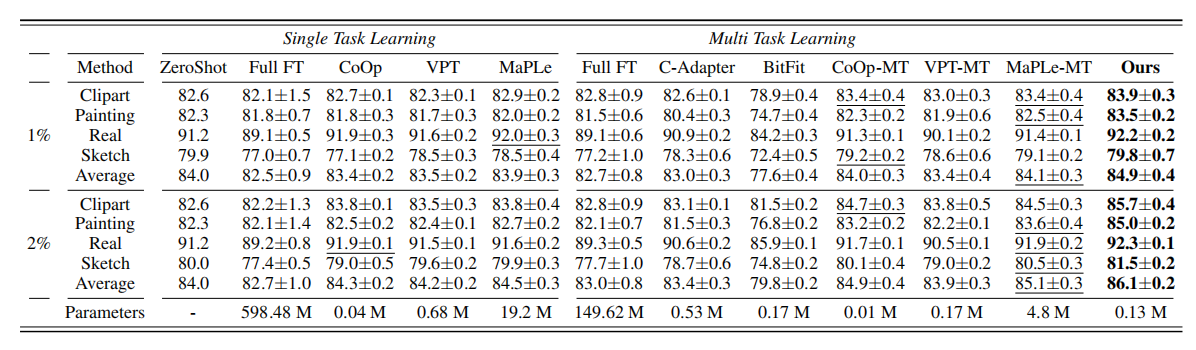 Single Task Learning Multi Task Learning
Method ZeroShot Full FT CoOp VPT MaPLe Full FT C-Adapter BitFit CoOp-MT VPT-MT MaPLe-MT Ours
Clipart 82.6 82.1±1.5 82.7±0.1 82.3±0.1 82.9±0.2 82.8±0.9 82.6±0.1 78.9±0.4 83.4±0.4 83.0±0.3 83.4±0.4 83.9±0.3
Painting 82.3 81.8±0.7 81.8±0.3 81.7±0.3 82.0±0.2 81.5±0.6 80.4±0.3 74.7±0.4 82.3±0.2 81.9±0.6 82.5±0.4 83.5±0.2
1% Real 91.2 89.1±0.5 91.9±0.3 91.6±0.2 92.0±0.3 89.1±0.6 90.9±0.2 84.2±0.3 91.3±0.1 90.1±0.2 91.4±0.1 92.2±0.2
Sketch 79.9 77.0±0.7 77.1±0.2 78.5±0.3 78.5±0.4 77.2±1.0 78.3±0.6 72.4±0.5 79.2±0.2 78.6±0.6 79.1±0.2 79.8±0.7
Average 84.0 82.5±0.9 83.4±0.2 83.5±0.2 83.9±0.3 82.7±0.8 83.0±0.3 77.6±0.4 84.0±0.3 83.4±0.4 84.1±0.3 84.9±0.4
Clipart 82.6 82.2±1.3 83.8±0.1 83.5±0.3 83.8±0.4 82.8±0.9 83.1±0.1 81.5±0.2 84.7±0.3 83.8±0.5 84.5±0.3 85.7±0.4
Painting 82.3 82.1±1.4 82.5±0.2 82.4±0.1 82.7±0.2 82.1±0.7 81.5±0.3 76.8±0.2 83.2±0.2 82.2±0.1 83.6±0.4 85.0±0.2
2% Real 91.2 89.2±0.8 91.9±0.1 91.5±0.1 91.6±0.2 89.3±0.5 90.6±0.2 85.9±0.1 91.7±0.1 90.5±0.1 91.9±0.2 92.3±0.1
Sketch 80.0 77.4±0.5 79.0±0.5 79.6±0.2 79.9±0.3 77.7±1.0 78.7±0.6 74.8±0.2 80.1±0.4 79.0±0.2 80.5±0.3 81.5±0.2
Average 84.0 82.7±1.0 84.3±0.2 84.2±0.2 84.5±0.3 83.0±0.8 83.4±0.3 79.8±0.2 84.9±0.4 83.9±0.3 85.1±0.3 86.1±0.2
Parameters - 598.48 M 0.04 M 0.68 M 19.2 M 149.62 M 0.53 M 0.17 M 0.01 M 0.17 M 4.8 M 0.13 M